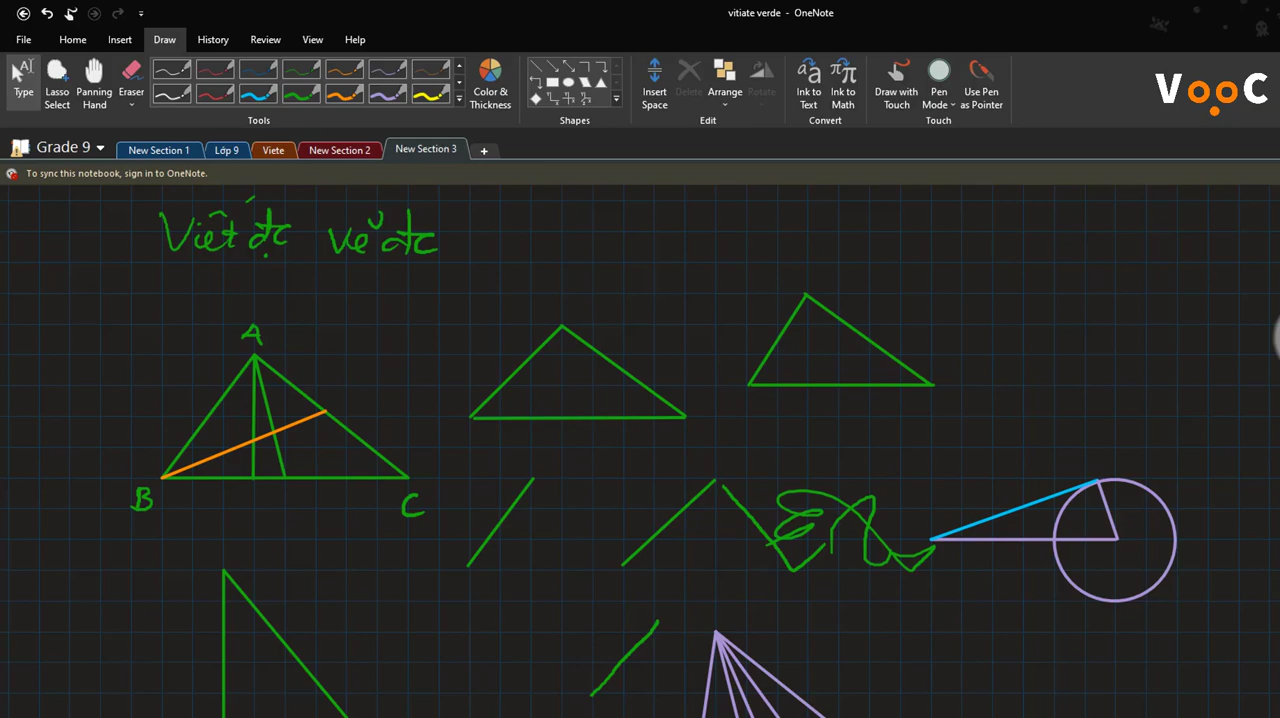 vitiate verde - OneNote
File Home Insert Draw History Review View Help
Type Lasso Select Panning Hand Eraser Color & Thickness Insert Space Delete Arrange Rotate Ink to Text Ink to Math Draw with Touch Pen Mode Use Pen as Pointer
Tools Shapes Edit Convert Touch
VooC
Grade 9 New Section 1 Lớp 9 Viete New Section 2 New Section 3
To sync this notebook, sign in to OneNote.
Viết đc vẽ đc
A
B
C